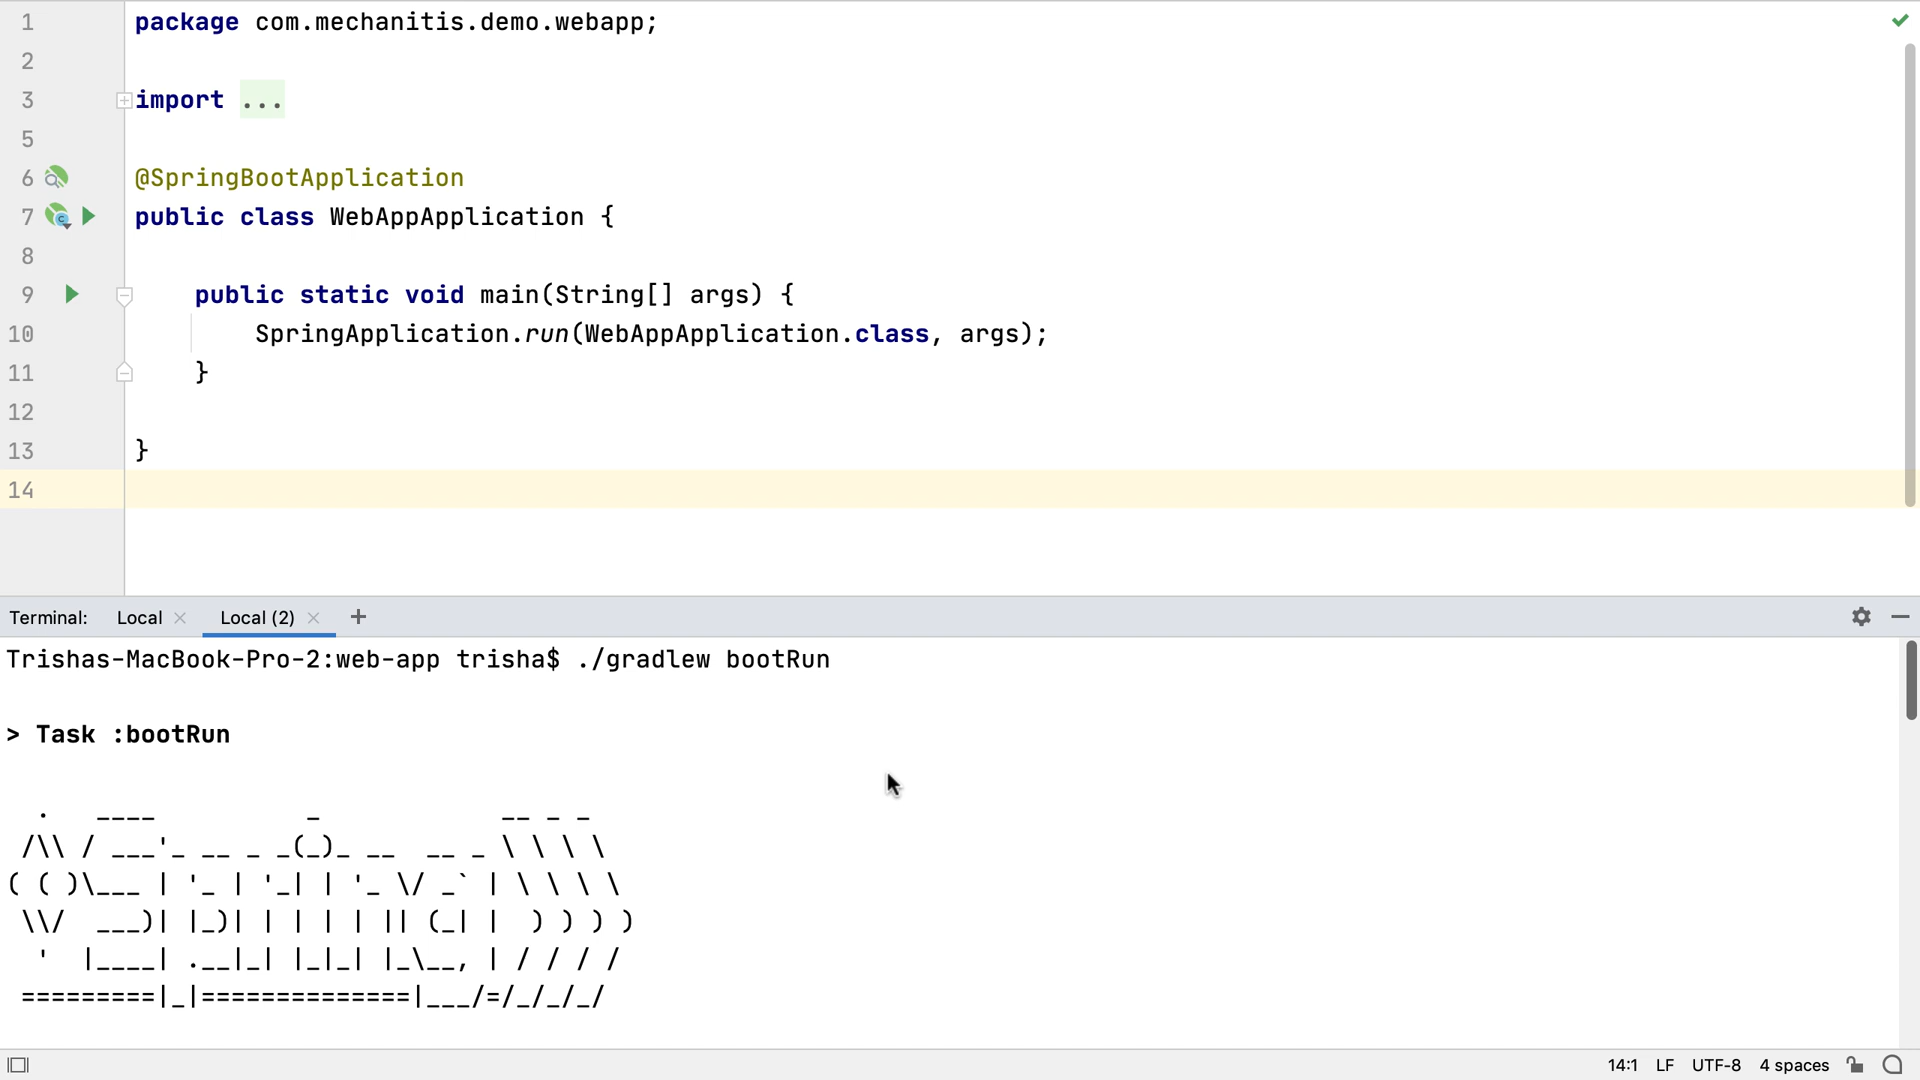 1 package com.mechanitis.demo.webapp;
2
3 import ...
5
6 @SpringBootApplication
7 public class WebAppApplication {
8
9     public static void main(String[] args) {
10         SpringApplication.run(WebAppApplication.class, args);
11     }
12
13 }
14
Terminal: Local Local (2)
Trishas-MacBook-Pro-2:web-app trisha$ ./gradlew bootRun
> Task :bootRun
  .   ____          _            __ _ _
 /\\ / ___'_ __ _ _(_)_ __  __ _ \ \ \ \
( ( )\___ | '_ | '_| | '_ \/ _` | \ \ \ \
 \\/  ___)| |_)| | | | | || (_| |  ) ) ) )
  '  |____| .__|_| |_|_| |_\__, | / / / /
 =========|_|==============|___/=/_/_/_/
14:1 LF UTF-8 4 spaces